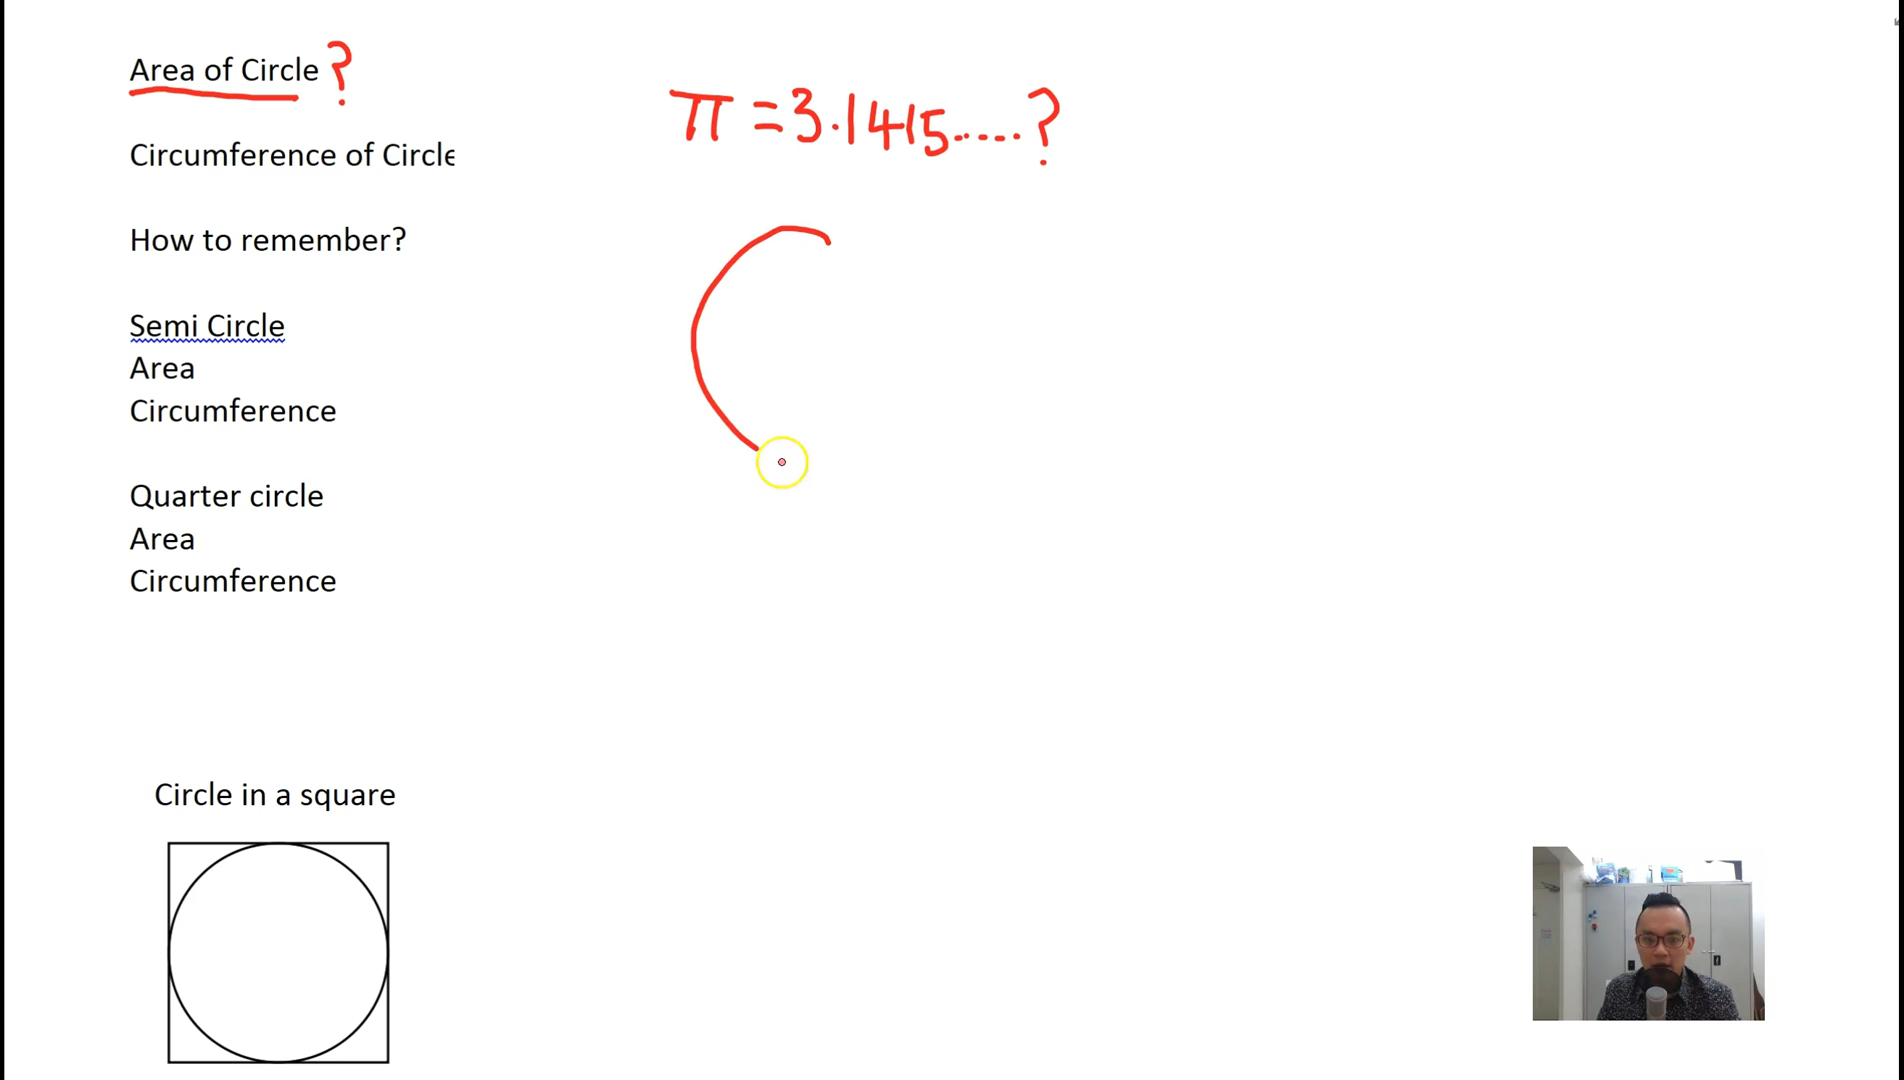 Area of Circle ?
π = 3.1415.....?
Circumference of Circle
How to remember?
Semi Circle
Area
Circumference
Quarter circle
Area
Circumference
Circle in a square